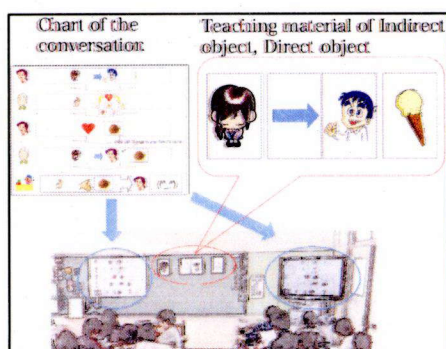 Chart of the
conversation
Teaching material of Indirect
object, Direct object